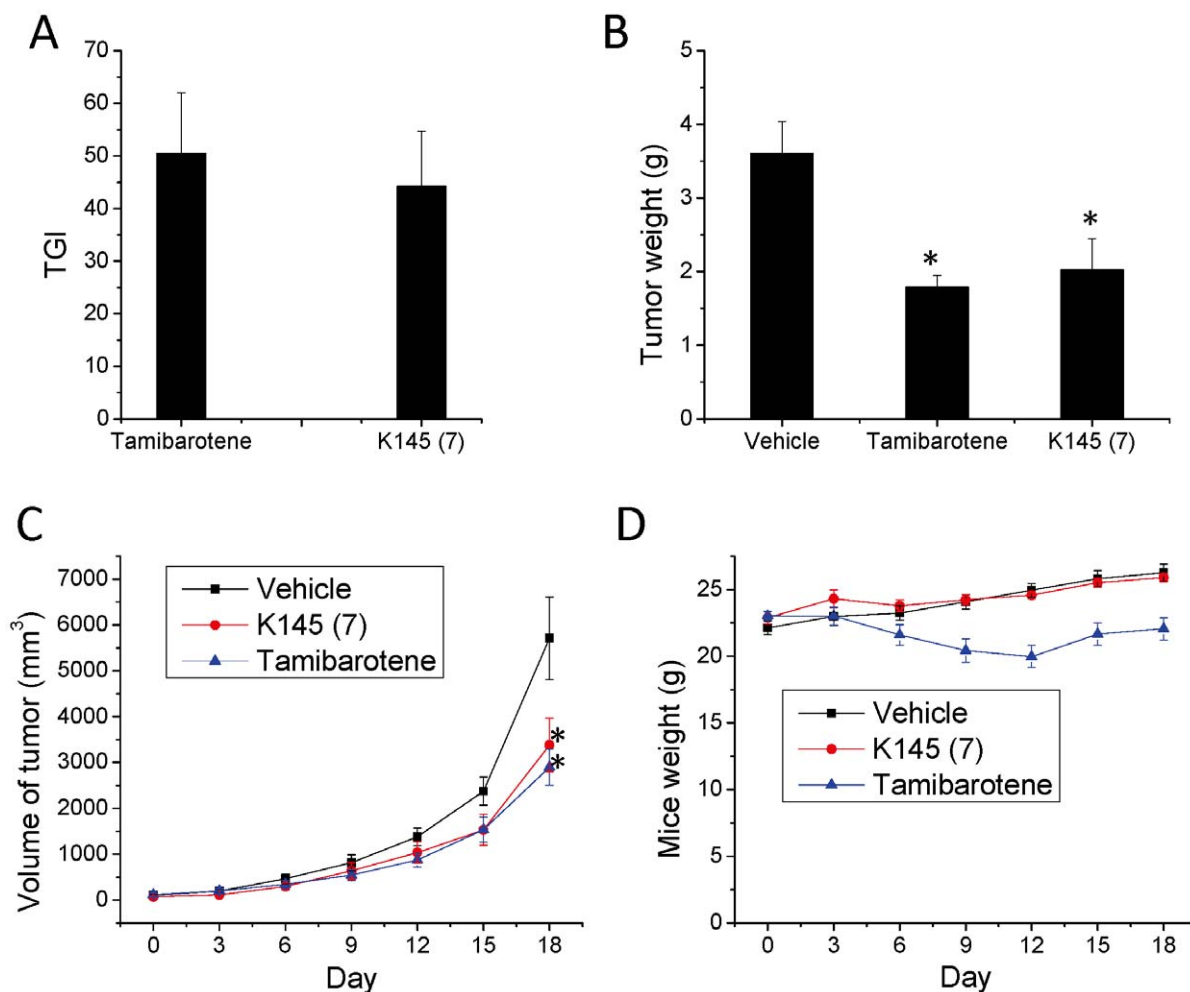 A
70
60
50
40
30
20
10
0
TGI
Tamibarotene K145 (7)
B
5
4
3
2
1
0
Tumor weight (g)
*
*
Vehicle Tamibarotene K145 (7)
C
7000
6000
5000
4000
3000
2000
1000
0
Volume of tumor (mm³)
Vehicle
K145 (7)
Tamibarotene
*
*
0 3 6 9 12 15 18
Day
D
25
20
15
10
5
0
Mice weight (g)
Vehicle
K145 (7)
Tamibarotene
0 3 6 9 12 15 18
Day